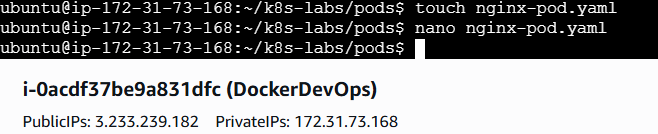 ubuntu@ip-172-31-73-168:~/k8s-labs/pods$ touch nginx-pod.yaml
ubuntu@ip-172-31-73-168:~/k8s-labs/pods$ nano nginx-pod.yaml
ubuntu@ip-172-31-73-168:~/k8s-labs/pods$
i-0acdf37be9a831dfc (DockerDevOps)
PublicIPs: 3.233.239.182 PrivateIPs: 172.31.73.168